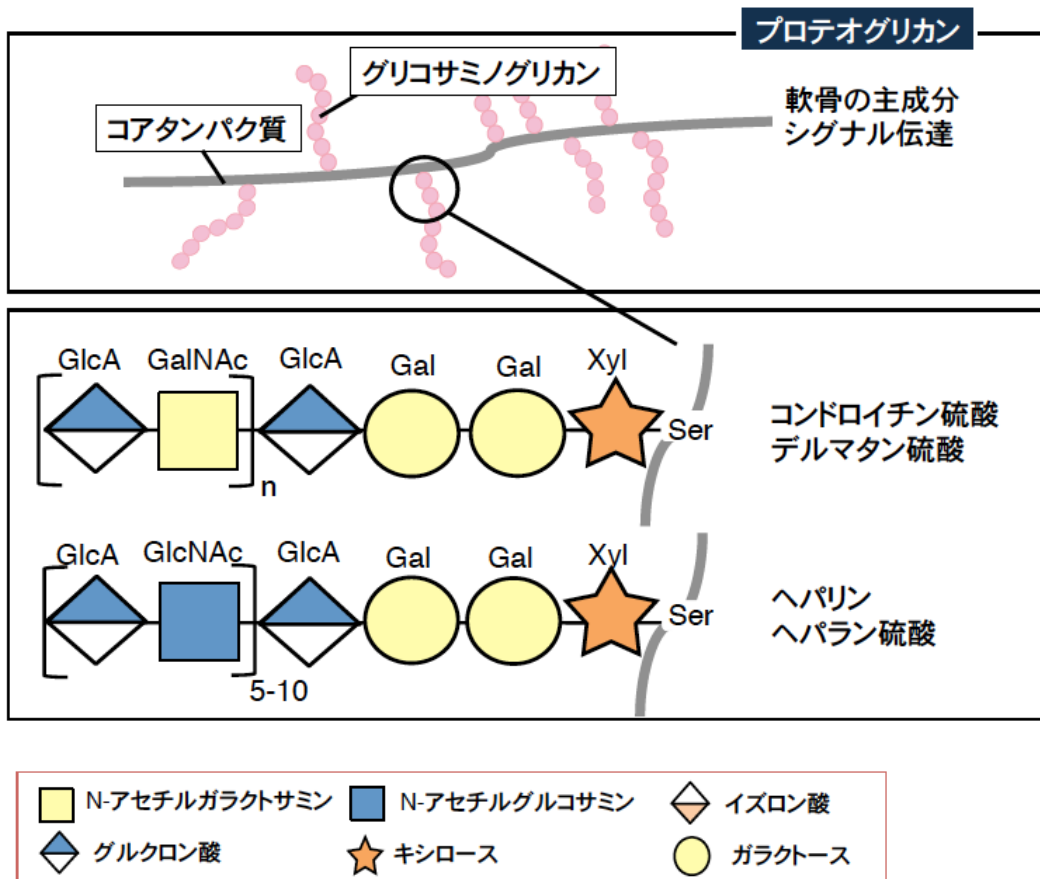 プロテオグリカン
グリコサミノグリカン
コアタンパク質
軟骨の主成分
シグナル伝達
GlcA GalNAc GlcA Gal Gal Xyl
Ser
n
コンドロイチン硫酸
デルマタン硫酸
GlcA GlcNAc GlcA Gal Gal Xyl
Ser
5-10
ヘパリン
ヘパラン硫酸
N-アセチルガラクトサミン N-アセチルグルコサミン イズロン酸
グルクロン酸 キシロース ガラクトース